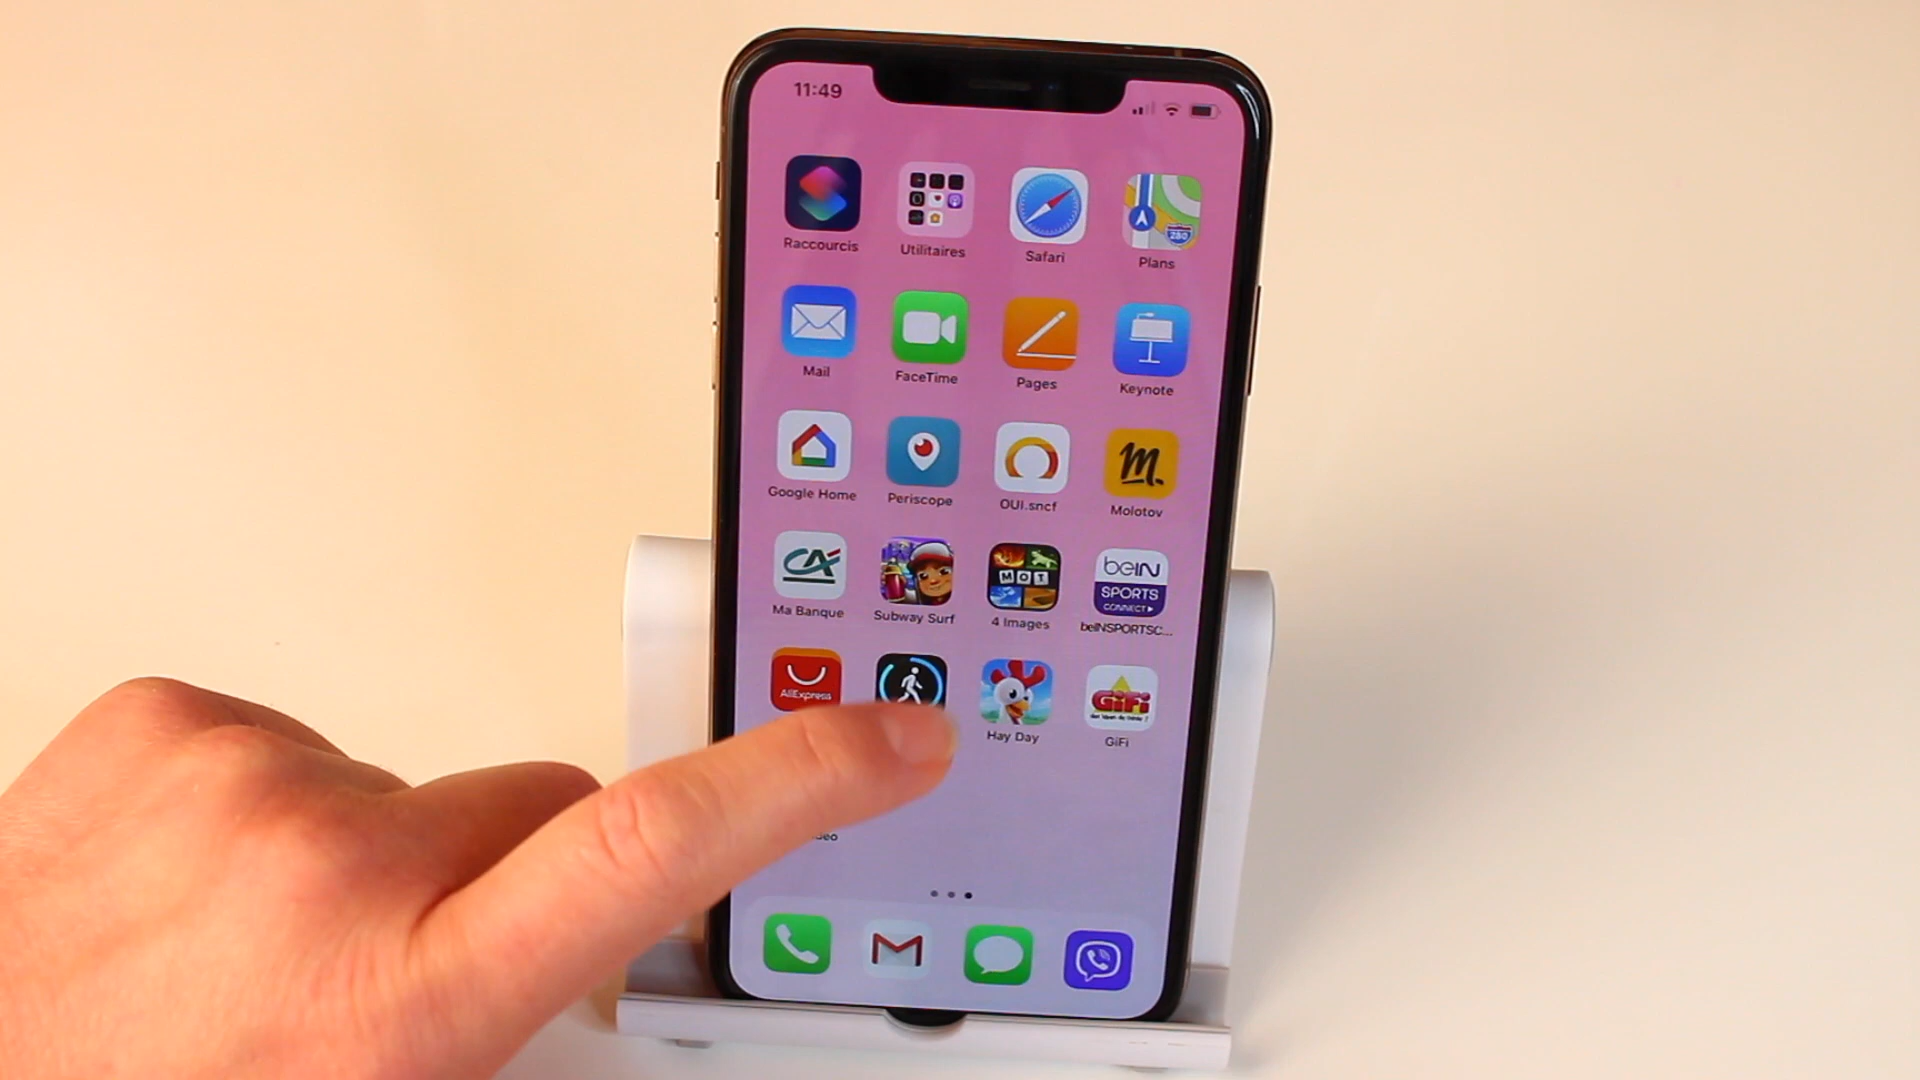 11:49
Raccourcis
Utilitaires
Safari
280
Plans
Mail
FaceTime
Pages
Keynote
Google Home
Periscope
OUI.sncf
m.
Molotov
CA
Ma Banque
Subway Surf
MOT
4 Images
beIN
SPORTS
CONNECT
beINSPORTSC...
AliExpress
Hay Day
GiFi
GiFi